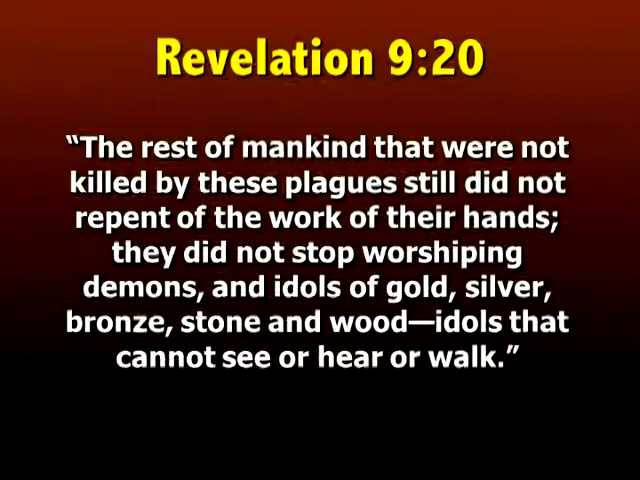 Revelation 9:20
“The rest of mankind that were not
killed by these plagues still did not
repent of the work of their hands;
they did not stop worshiping
demons, and idols of gold, silver,
bronze, stone and wood—idols that
cannot see or hear or walk.”